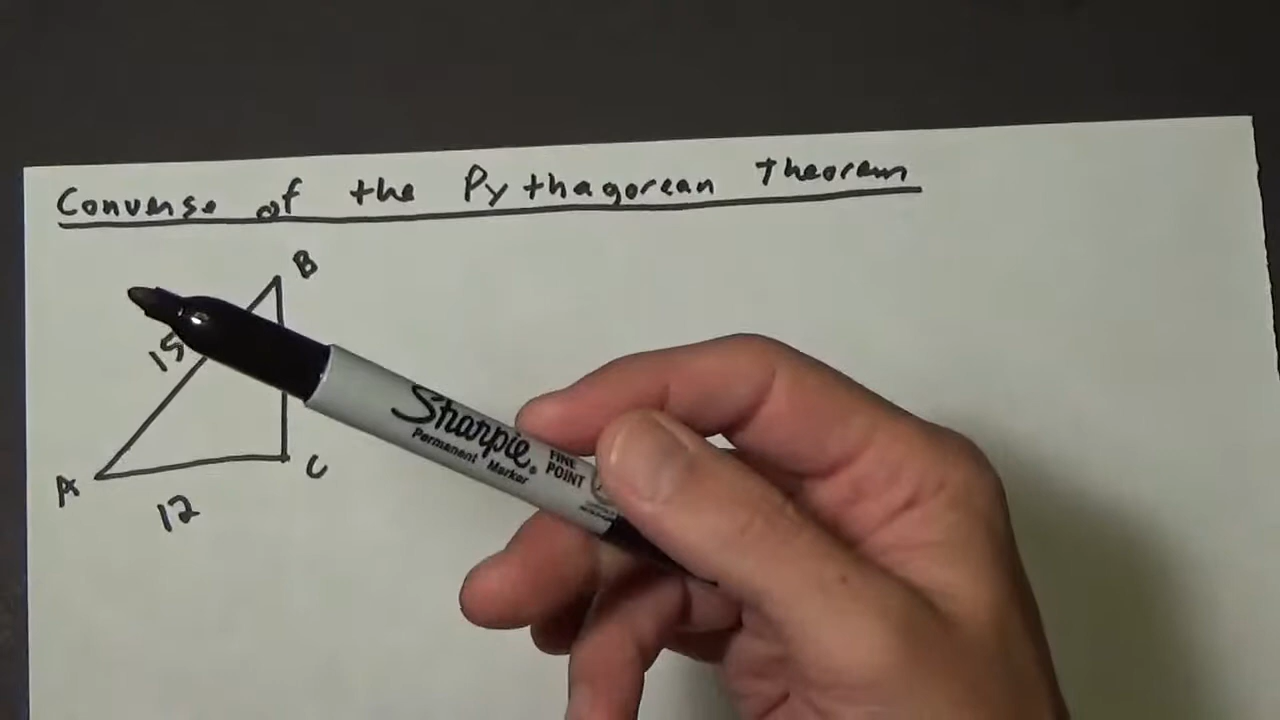 Converse of the Pythagorean Theorem
B
15
A
C
12
Sharpie.
Permanent Marker
FINE
POINT